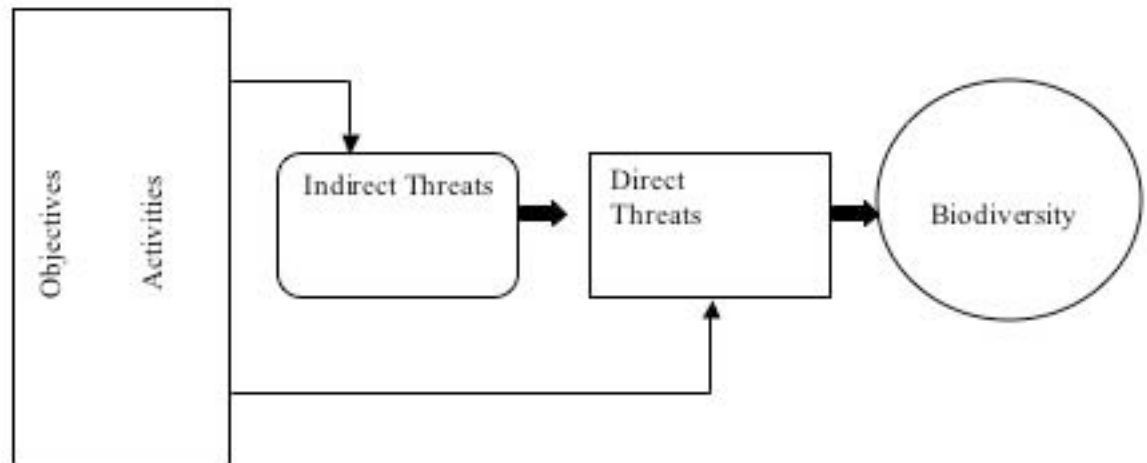 Objectives
Activities
Indirect Threats
Direct
Threats
Biodiversity